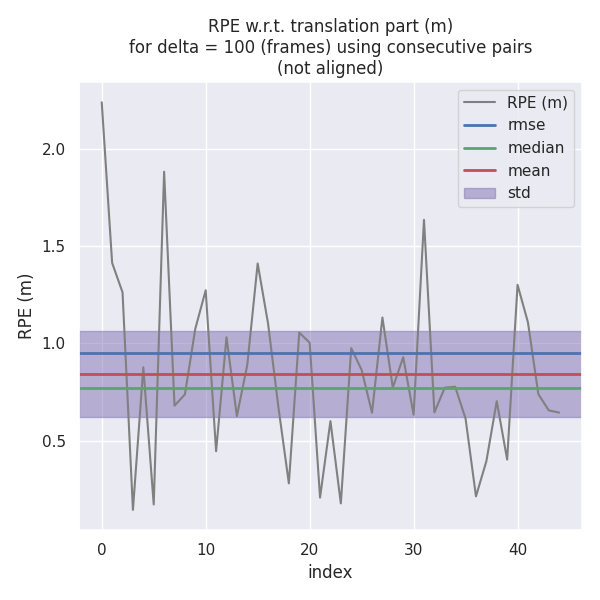 RPE w.r.t. translation part (m)
for delta = 100 (frames) using consecutive pairs
(not aligned)
RPE (m)
rmse
median
mean
std
RPE (m)
2.0
1.5
1.0
0.5
0
10
20
30
40
index